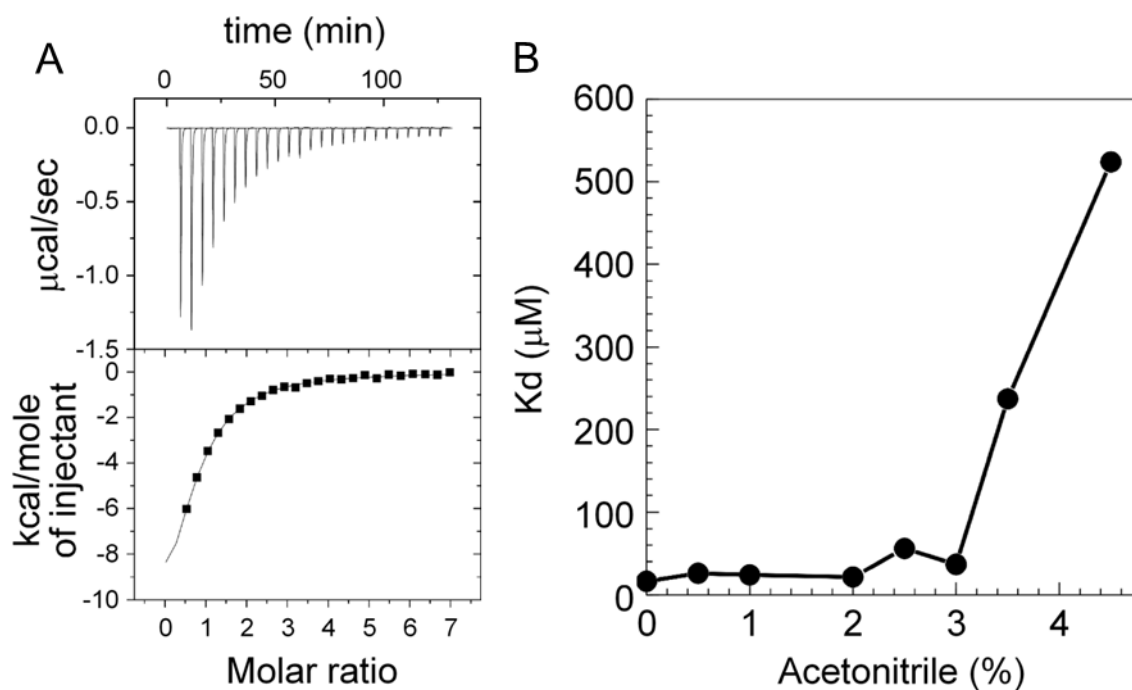 A
time (min)
0 50 100
0.0
-0.5
-1.0
-1.5
μcal/sec
0
-2
-4
-6
-8
-10
kcal/mole
of injectant
0 1 2 3 4 5 6 7
Molar ratio
B
600
500
400
300
200
100
0
Kd (μM)
0 1 2 3 4
Acetonitrile (%)